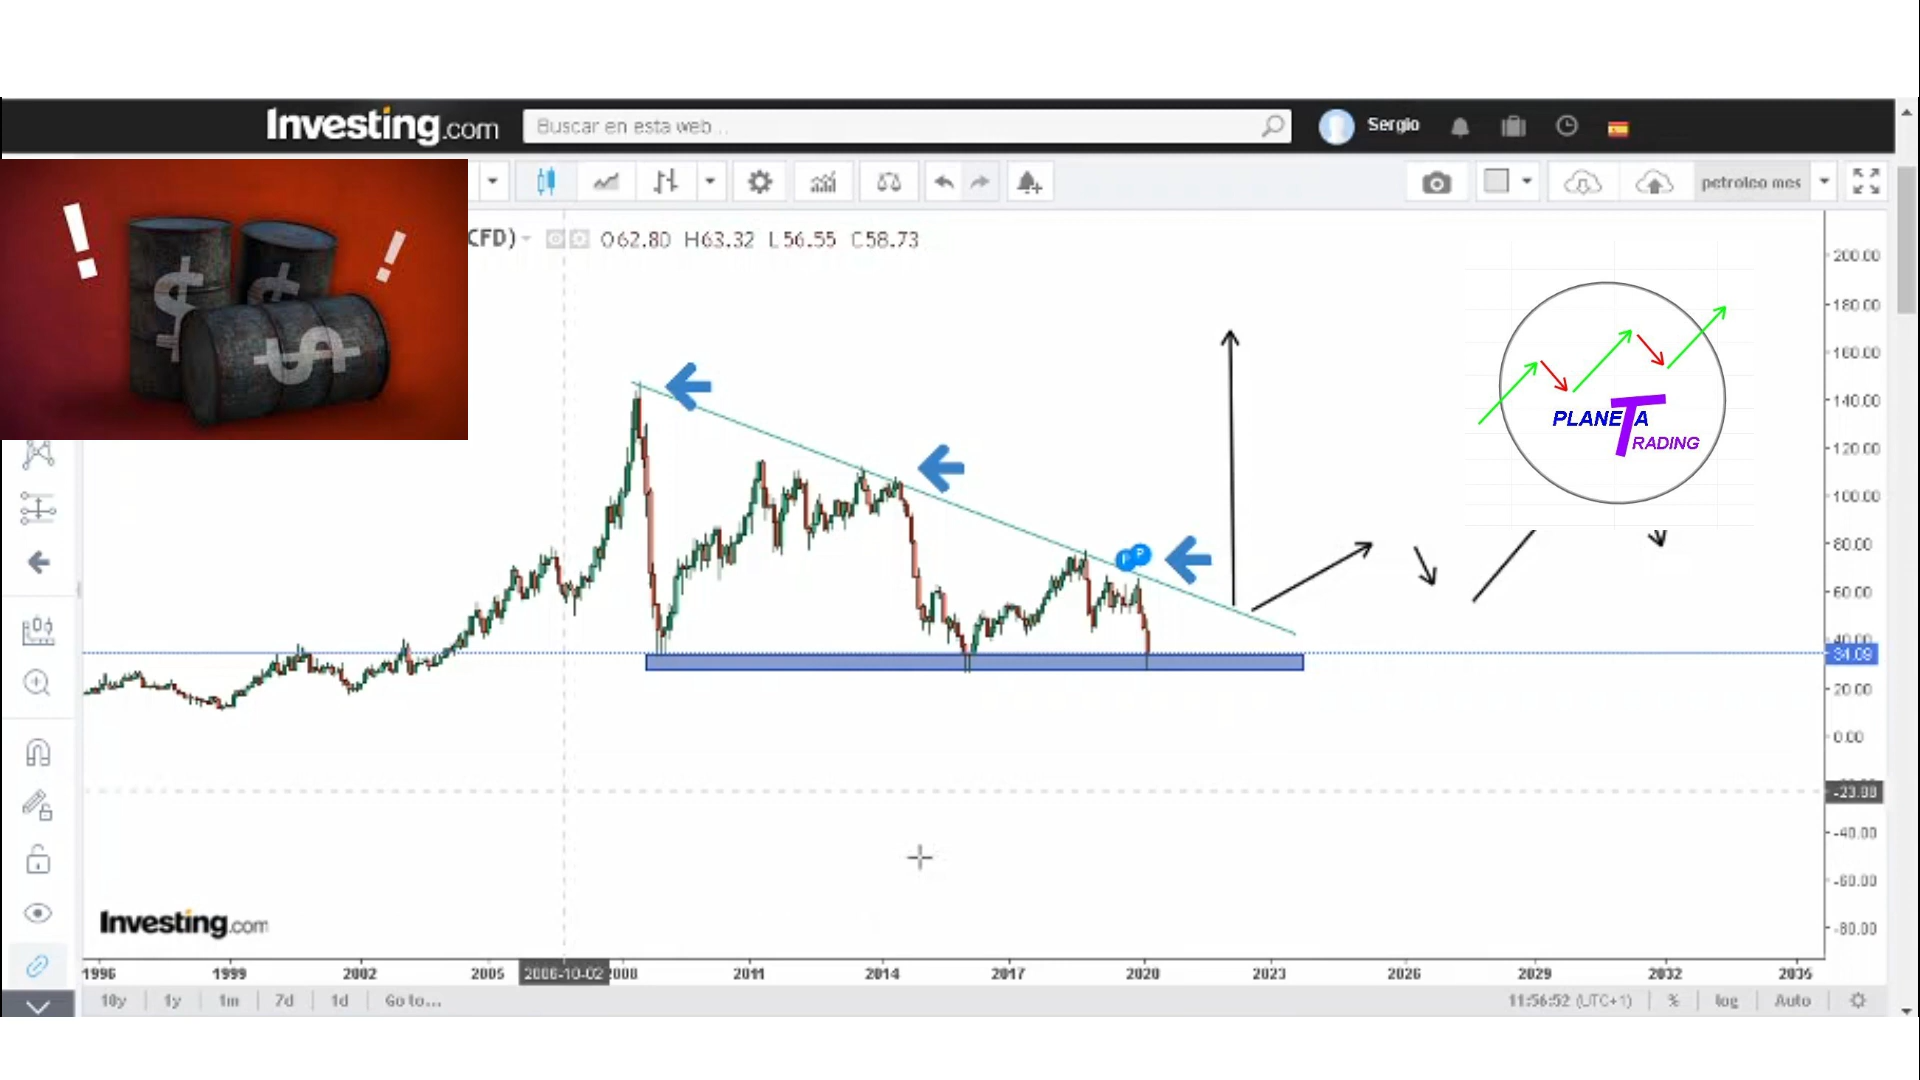 Investing.com
Buscar en esta web...
Sergio
petroleo mes
CFD)
O62.80 H63.32 L56.55 C58.73
! $ $ $ !
PLANETA
TRADING
P
200.00
180.00
160.00
140.00
120.00
100.00
80.00
60.00
40.00
34.09
20.00
0.00
-23.98
-40.00
-60.00
-80.00
Investing.com
1996 1999 2002 2005 2006-10-02 2008 2011 2014 2017 2020 2023 2026 2029 2032 2035
10y 1y 1m 7d 1d Go to... 11:56:52 (UTC+1) % log Auto